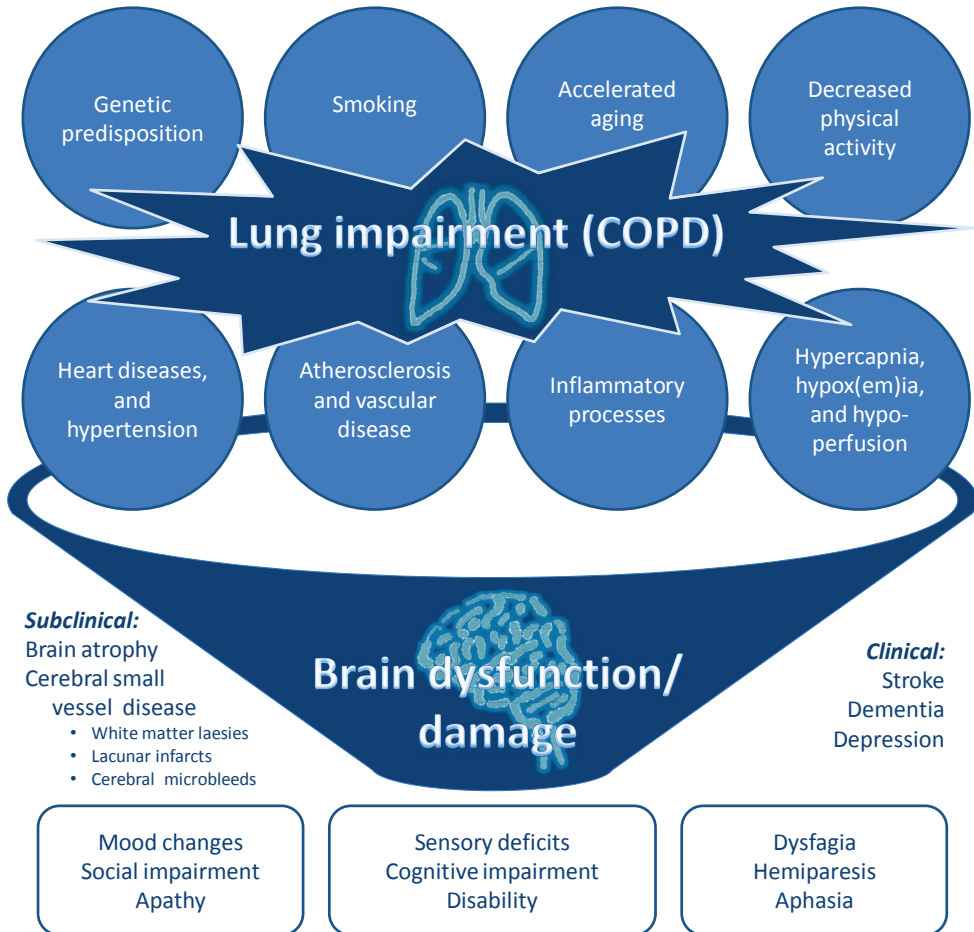 Genetic
predisposition
Smoking
Accelerated
aging
Decreased
physical
activity
Lung impairment (COPD)
Heart diseases,
and
hypertension
Atherosclerosis
and vascular
disease
Inflammatory
processes
Hypercapnia,
hypox(em)ia,
and hypo-
perfusion
Subclinical:
Brain atrophy
Cerebral small
vessel disease
• White matter laesies
• Lacunar infarcts
• Cerebral microbleeds
Brain dysfunction/
damage
Clinical:
Stroke
Dementia
Depression
Mood changes
Social impairment
Apathy
Sensory deficits
Cognitive impairment
Disability
Dysfagia
Hemiparesis
Aphasia